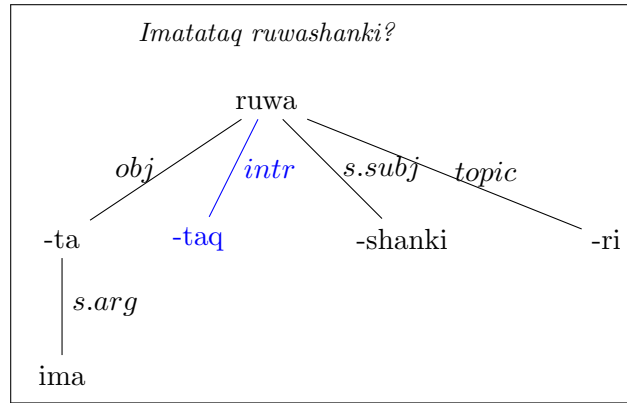 Imatataq ruwashanki?
ruwa
obj intr s.subj topic
-ta -taq -shanki -ri
s.arg
ima